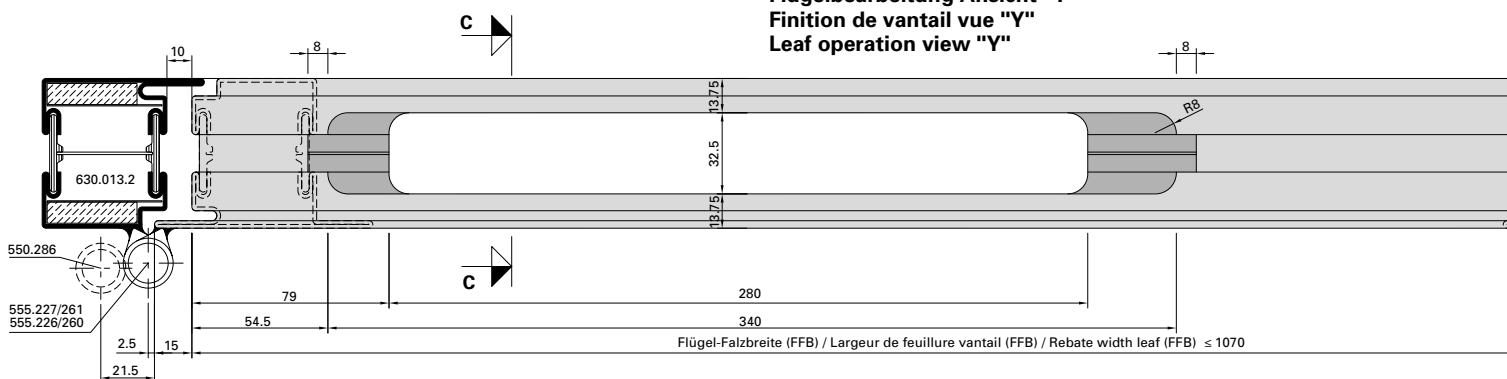 Finition de vantail vue "Y"
Leaf operation view "Y"
C
10
8
8
13.75
R8
32.5
630.013.2
13.75
550.286
C
555.227/261
555.226/260
79
280
54.5
340
2.5
15
Flügel-Falzbreite (FFB) / Largeur de feuillure vantail (FFB) / Rebate width leaf (FFB) ≤ 1070
21.5